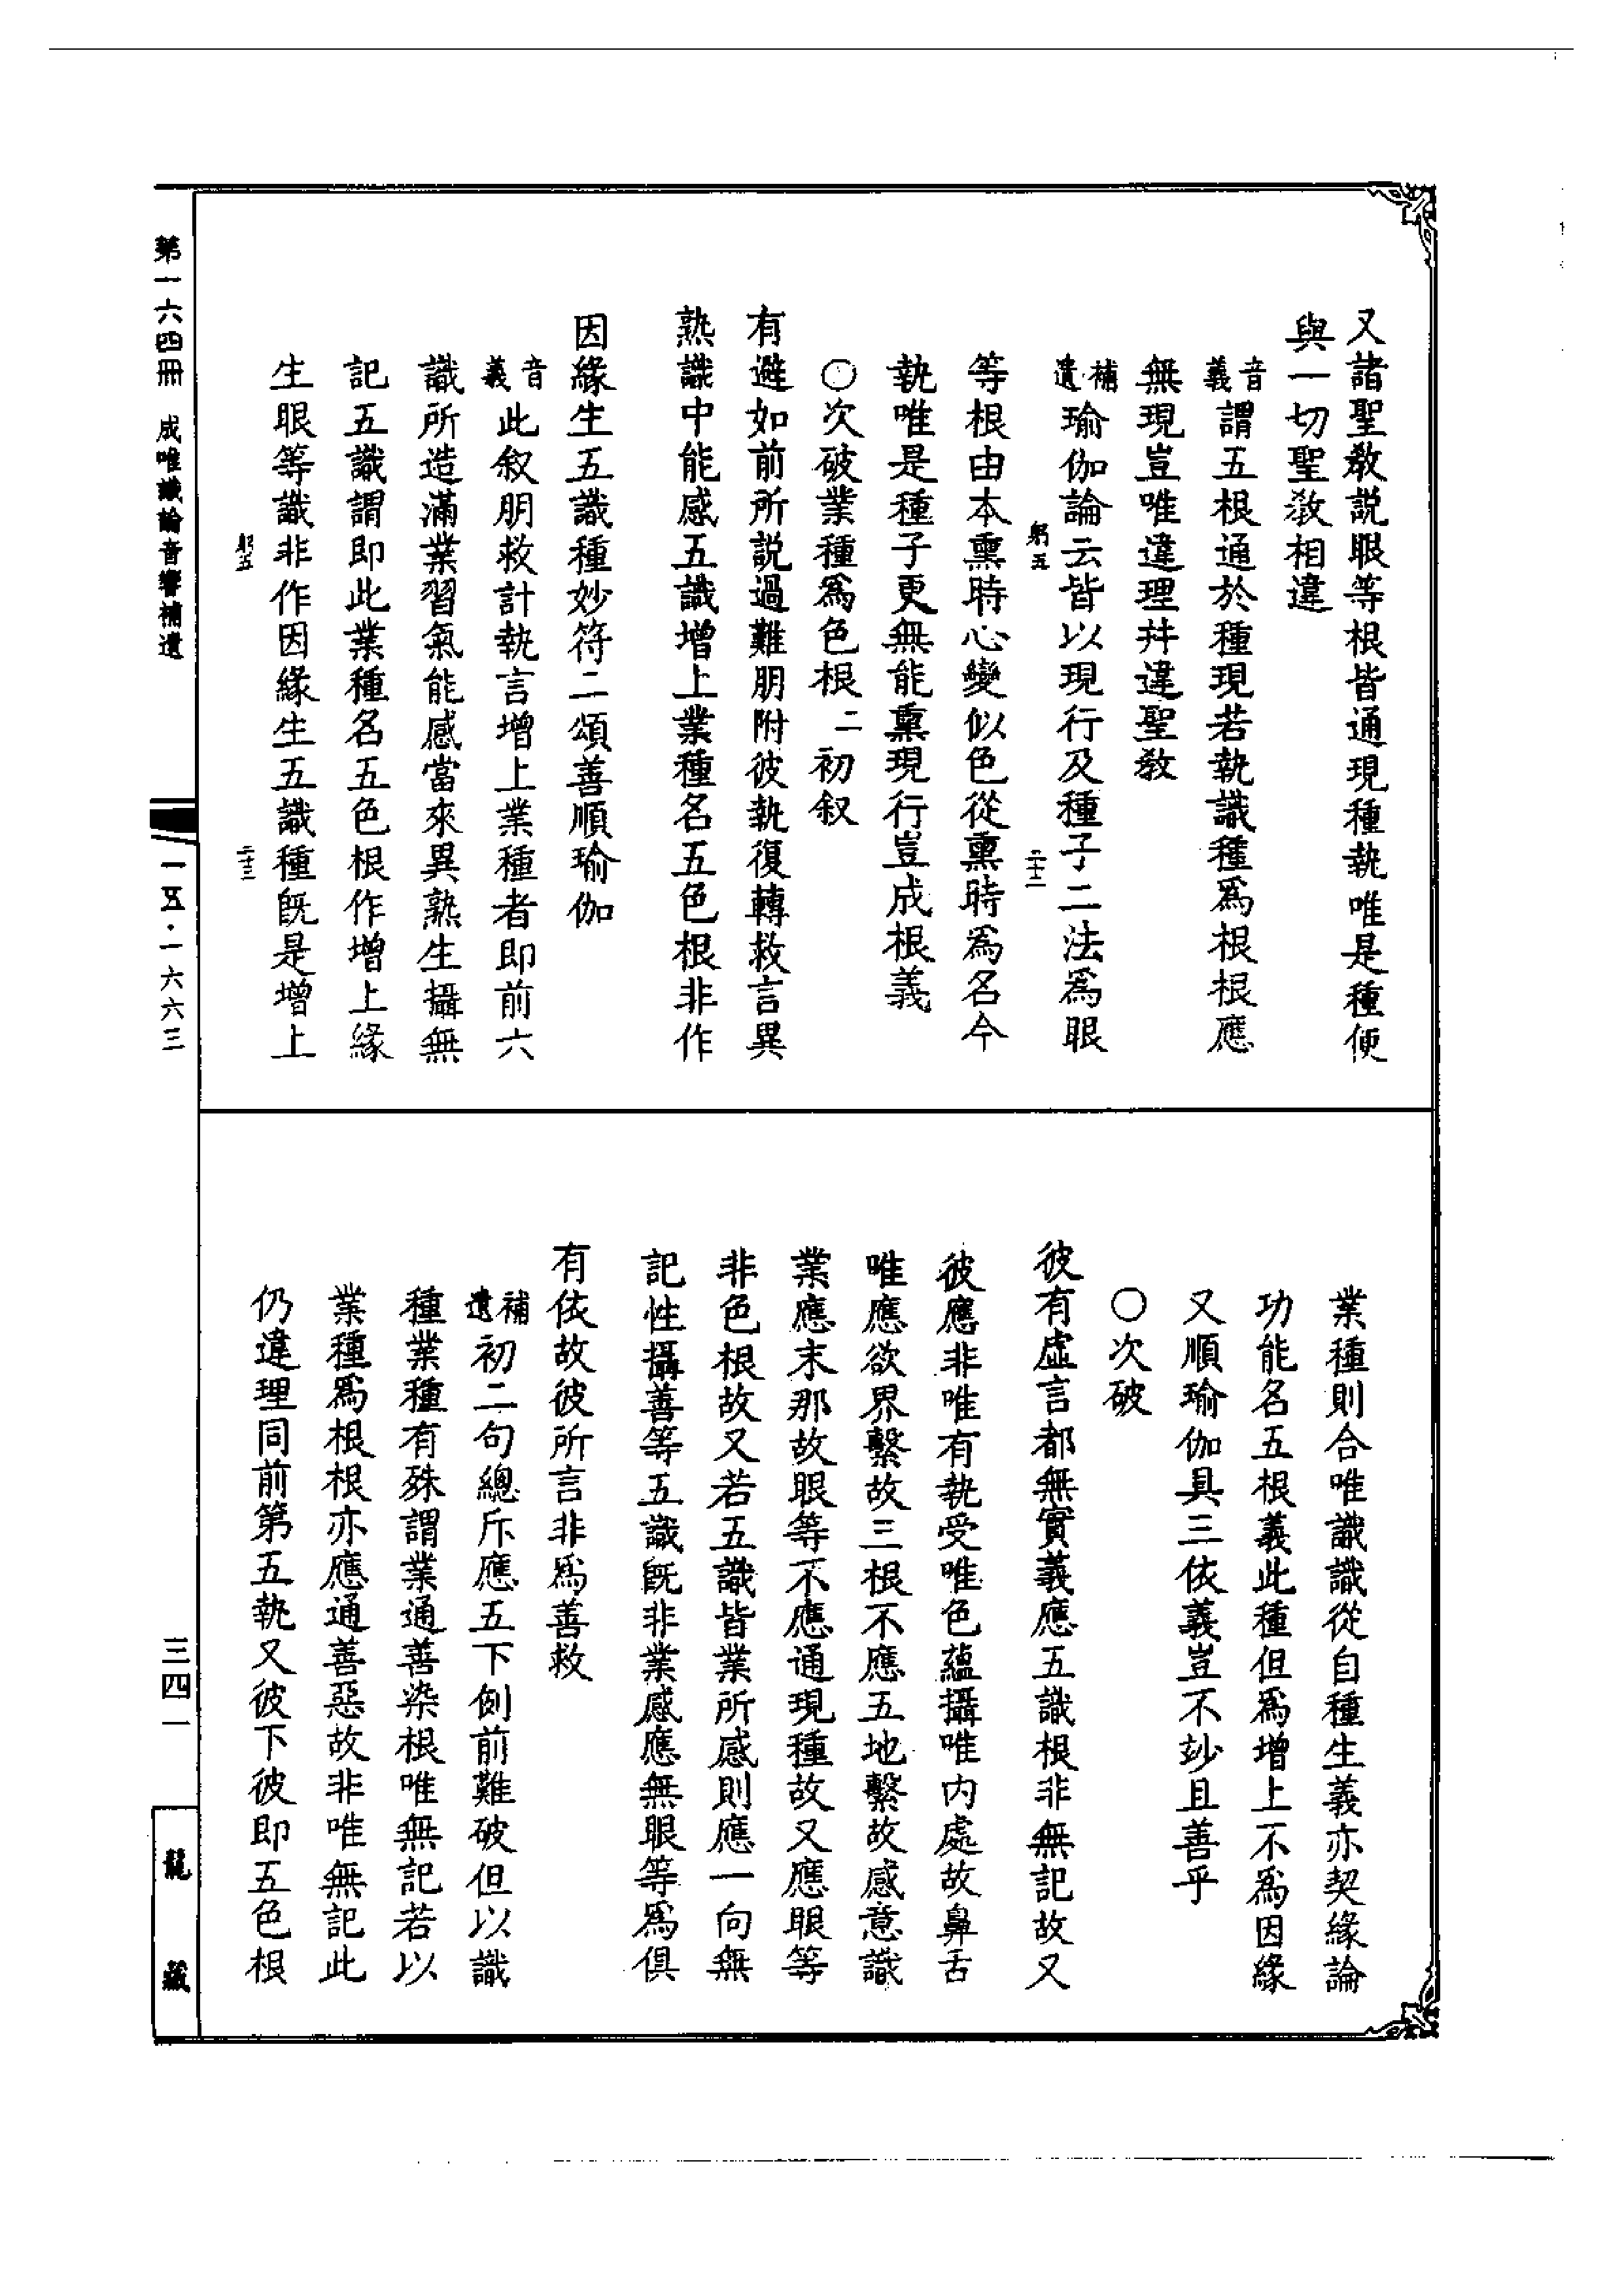 又諸聖教説眼等根皆通現種執唯是種便
與一切聖教相違
音義謂五根通於種現若執識種爲根根應
無現豈唯違理幷違聖教
補遺瑜伽論云皆以現行及種子二法爲眼
躬五 二十二
等根由本熏時心變似色從熏時爲名今
執唯是種子更無能熏現行豈成根義
○次破業種爲色根二初叙
有避如前所説過難朋附彼執復轉救言異
熟識中能感五識增上業種名五色根非作
因緣生五識種妙符二頌善順瑜伽
音義此叙朋救計執言增上業種者即前六
識所造滿業習氣能感當來異熟生攝無
記五識謂即此業種名五色根作增上緣
生眼等識非作因緣生五識種旣是增上
躬五 二十三
業種則合唯識識從自種生義亦契緣論
功能名五根義此種但爲增上不爲因緣
又順瑜伽具三依義豈不玅且善乎
○次破
彼有虛言都無實義應五識根非無記故又
彼應非唯有執受唯色蘊攝唯内處故鼻舌
唯應欲界繫故三根不應五地繫故感意識
業應末那故眼等不應通現種故又應眼等
非色根故又若五識皆業所感則應一向無
記性攝善等五識旣非業感應無眼等爲俱
有依故彼所言非爲善救
補遺初二句總斥應五下例前難破但以識
種業種有殊謂業通善染根唯無記若以
業種爲根根亦應通善惡故非唯無記此
仍違理同前第五執又彼下彼即五色根
第一六四冊 成唯識論音響補遺
一五·一六六三
三四一
龍藏